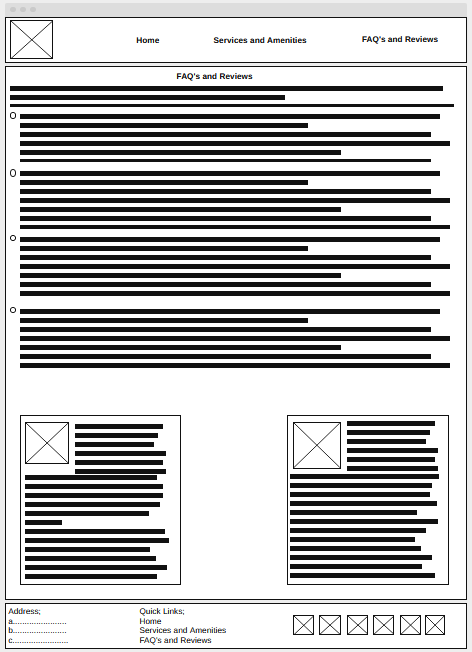 Home
Services and Amenities
FAQ's and Reviews
FAQ's and Reviews
Address;
a......................
b......................
c.......................
Quick Links;
Home
Services and Amenities
FAQ's and Reviews